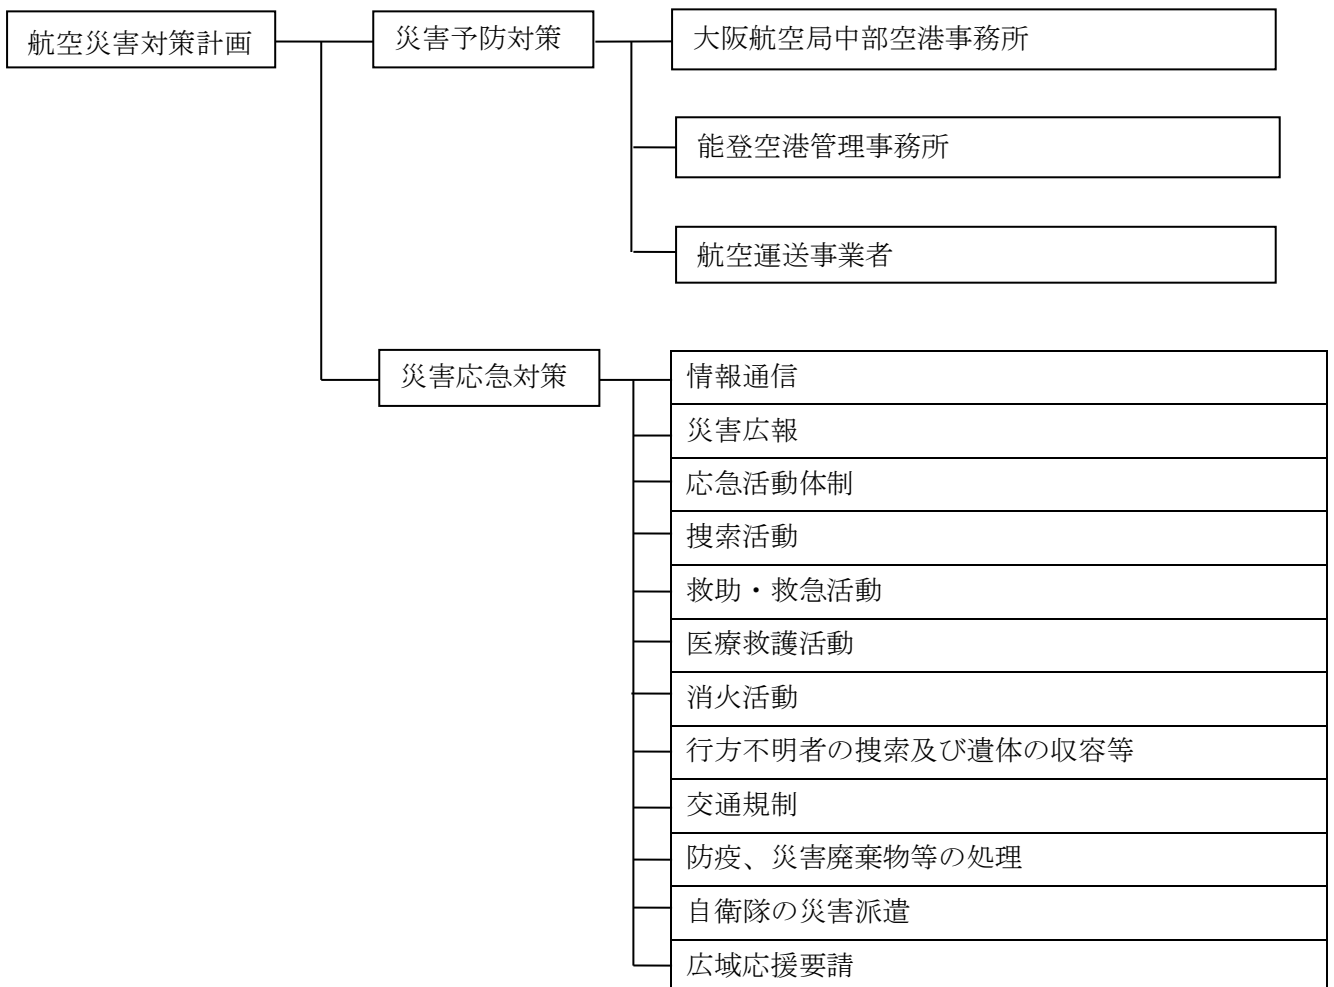 航空災害対策計画
災害予防対策
大阪航空局中部空港事務所
能登空港管理事務所
航空運送事業者
災害応急対策
情報通信
災害広報
応急活動体制
捜索活動
救助・救急活動
医療救護活動
消火活動
行方不明者の捜索及び遺体の収容等
交通規制
防疫、災害廃棄物等の処理
自衛隊の災害派遣
広域応援要請